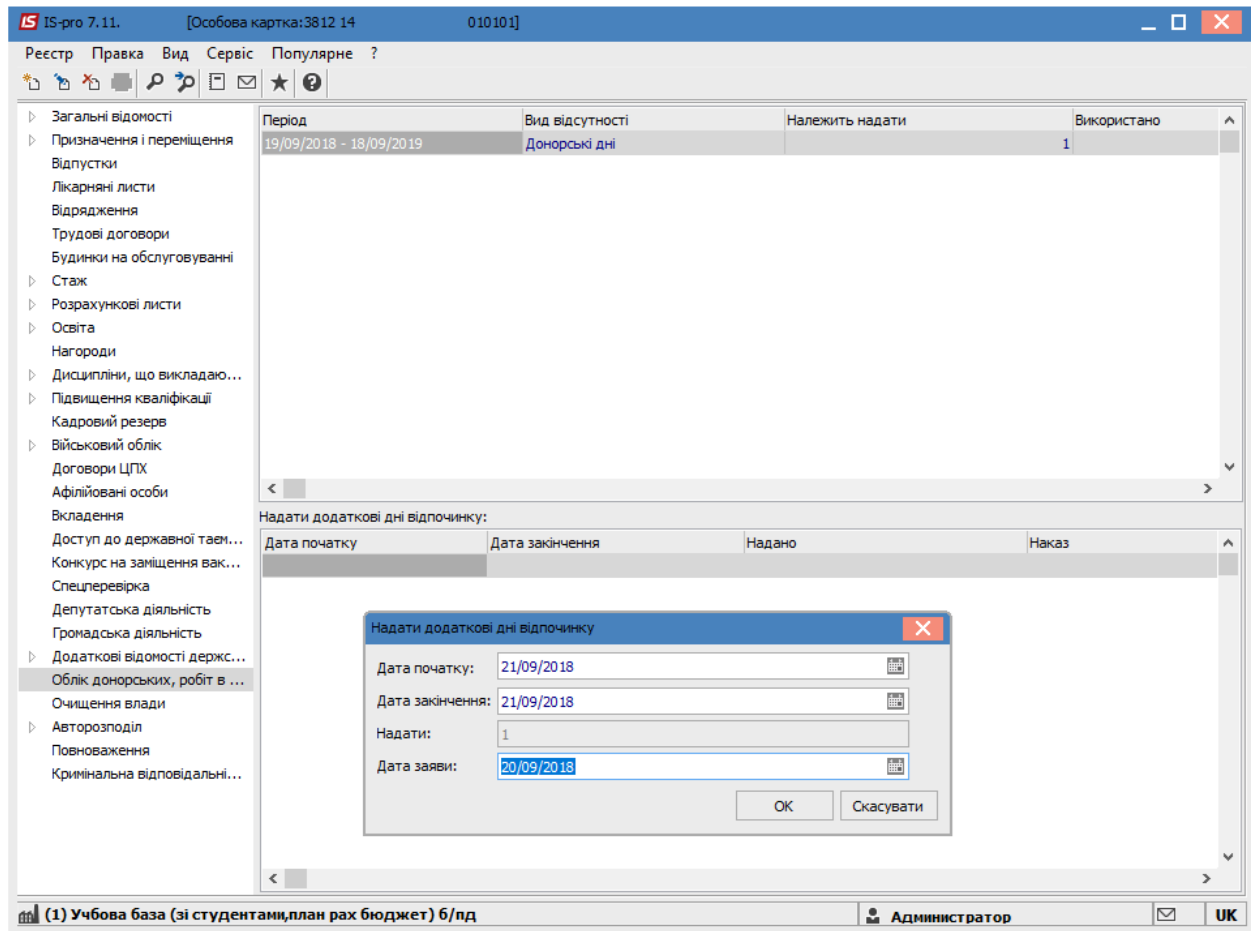 IS-pro 7.11. [Особова картка:3812 14 010101]
Реєстр Правка Вид Сервіс Популярне ?
Загальні відомості
Призначення і переміщення
Відпустки
Лікарняні листи
Відрядження
Трудові договори
Будинки на обслуговуванні
Стаж
Розрахункові листи
Освіта
Нагороди
Дисципліни, що викладаю...
Підвищення кваліфікації
Кадровий резерв
Військовий облік
Договори ЦПХ
Афілійовані особи
Вкладення
Доступ до державної таєм...
Конкурс на заміщення вак...
Спецперевірка
Депутатська діяльність
Громадська діяльність
Додаткові відомості держс...
Облік донорських, робіт в ...
Очищення влади
Авторозподіл
Повноваження
Кримінальна відповідальні...
Період Вид відсутності Належить надати Використано
19/09/2018 - 18/09/2019 Донорські дні 1
Надати додаткові дні відпочинку:
Дата початку Дата закінчення Надано Наказ
Надати додаткові дні відпочинку
Дата початку: 21/09/2018
Дата закінчення: 21/09/2018
Надати: 1
Дата заяви: 20/09/2018
OK Скасувати
(1) Учбова база (зі студентами,план рах бюджет) б/пд Администратор UK